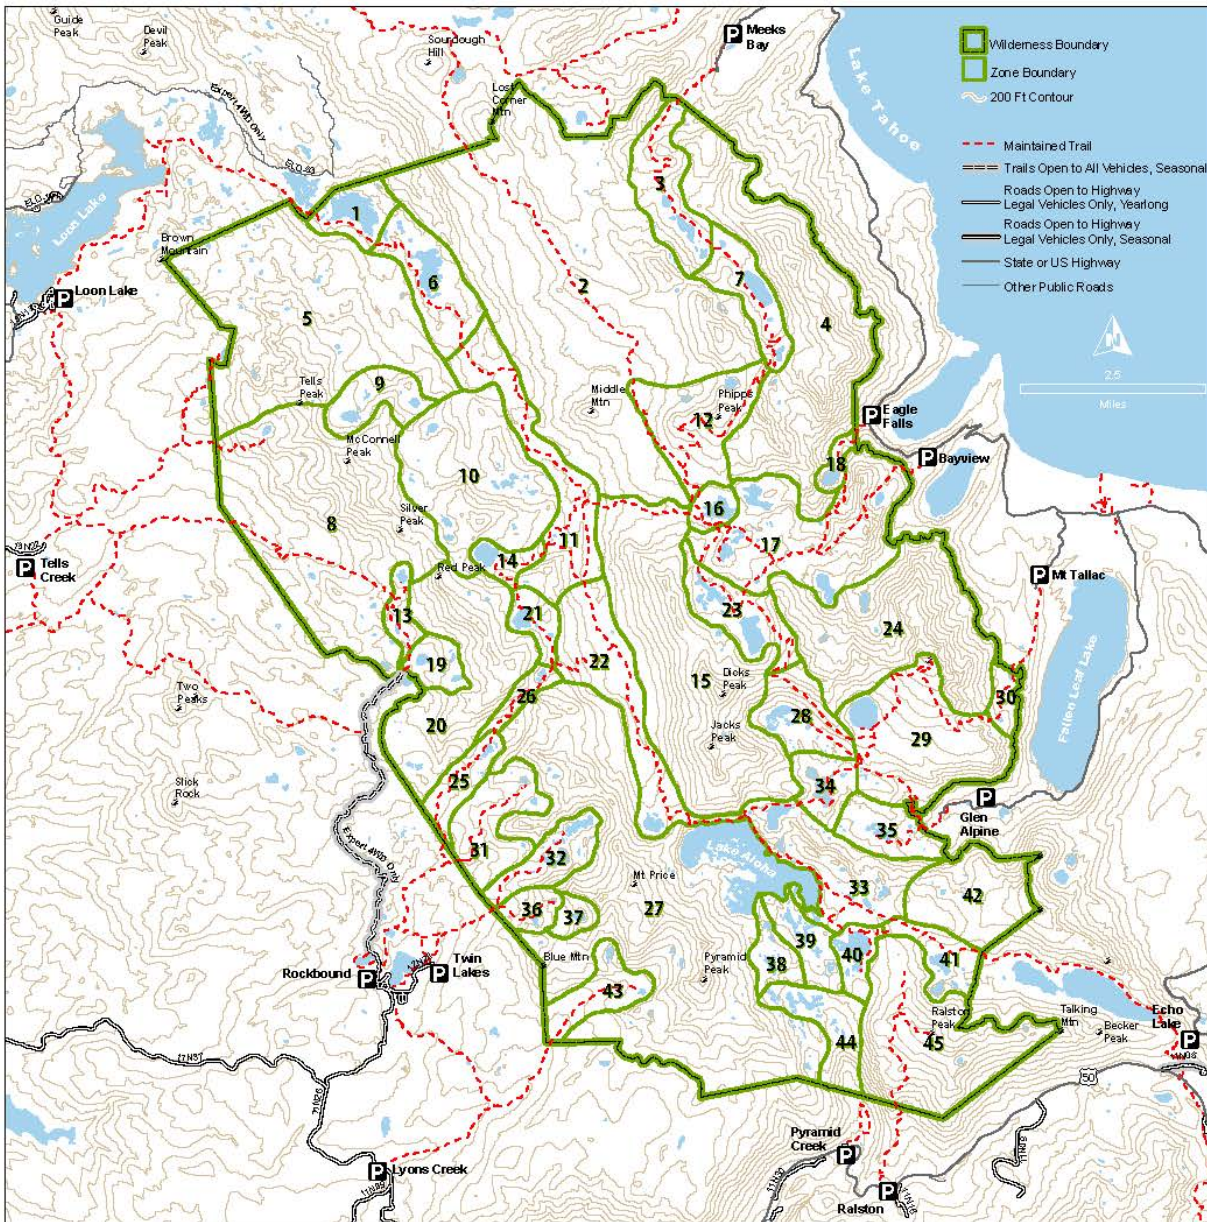 Guide
Peak
Devil
Peak
Sourdough
Hill
Meeks
Bay
Lake Tahoe
Wilderness Boundary
Zone Boundary
200 Ft Contour
Maintained Trail
Trails Open to All Vehicles, Seasonal
Roads Open to Highway
Legal Vehicles Only, Yearlong
Roads Open to Highway
Legal Vehicles Only, Seasonal
State or US Highway
Other Public Roads
N
2.5
Miles
Lost
Corner
Mtn
Expert 4WD Only
Loon Lake
Brown
Mountain
P Loon Lake
1
2
3
4
5
6
7
Tells
Peak
9
Middle
Mtn
Phipps
Peak
12
P Eagle
Falls
P Bayview
18
McConnell
Peak
10
8
Silver
Peak
16
17
11
14
Red Peak
P
Tells
Creek
P Mt Tallac
13
21
23
24
19
22
15
Dicks
Peak
Two
Peaks
20
26
28
30
29
Jacks
Peak
Fallen Leaf Lake
Slick
Rock
25
34
P
Glen
Alpine
35
Expert 4WD Only
31
32
Lake Aloha
Mt Price
33
27
42
36
37
39
40
41
38
Rockbound P
P Twin
Lakes
Blue Mtn
Pyramid
Peak
43
44
45
Ralston
Peak
Talking
Mtn
Becker
Peak
Echo
Lake
P
50
17N37
Pyramid
Creek
P
P Lyons Creek
P
Ralston